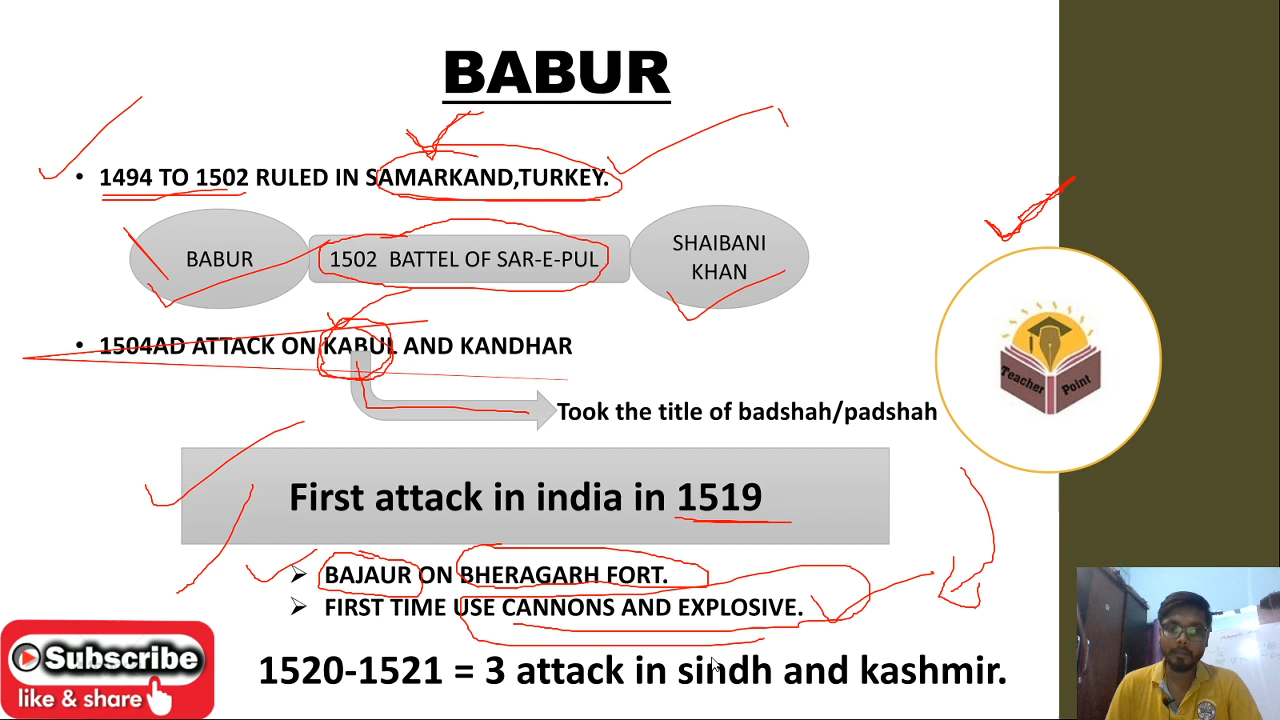 BABUR
• 1494 TO 1502 RULED IN SAMARKAND,TURKEY.
BABUR
1502 BATTEL OF SAR-E-PUL
SHAIBANI
KHAN
• 1504AD ATTACK ON KABUL AND KANDHAR
Took the title of badshah/padshah
Teacher Point
First attack in india in 1519
➢ BAJAUR ON BHERAGARH FORT.
➢ FIRST TIME USE CANNONS AND EXPLOSIVE.
Subscribe
like & share
1520-1521 = 3 attack in sindh and kashmir.